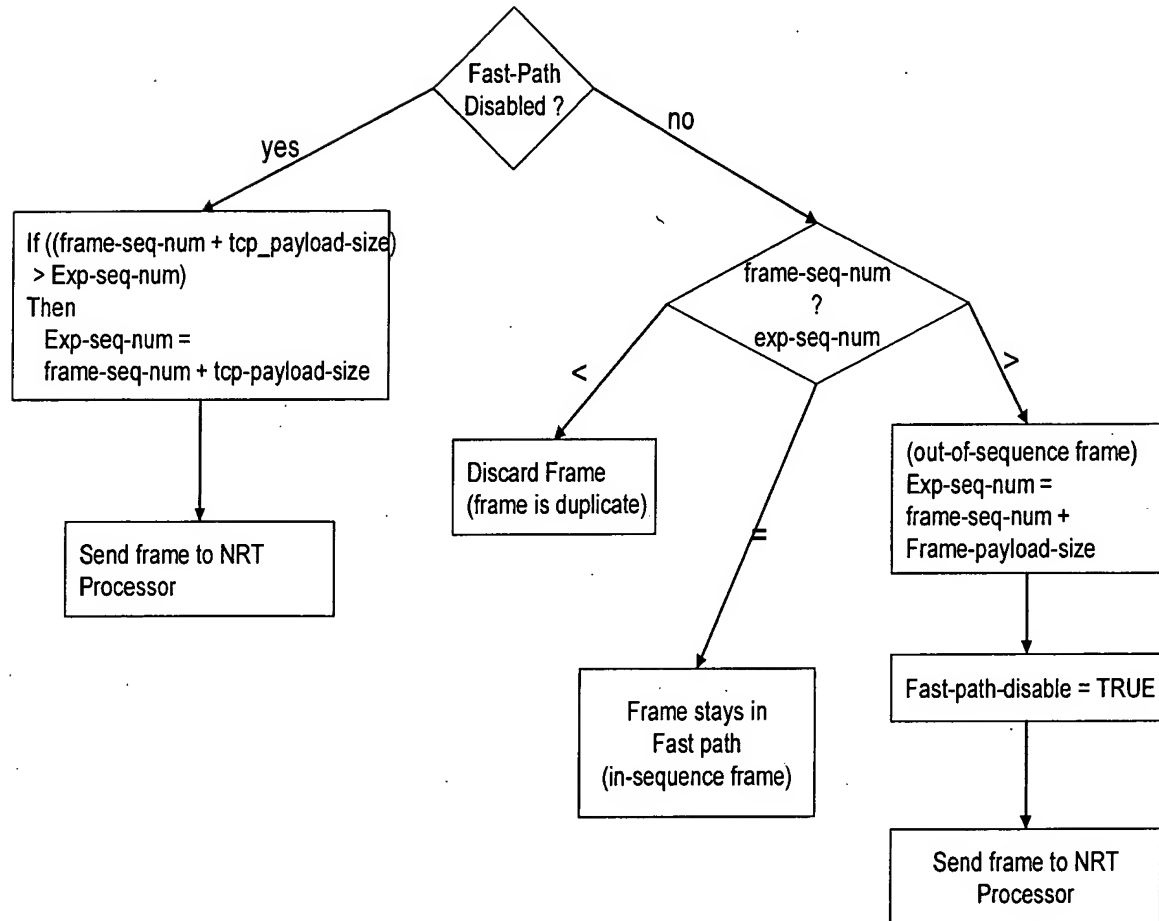 Fast-Path
Disabled ?
yes
no
If ((frame-seq-num + tcp_payload-size)
> Exp-seq-num)
Then
Exp-seq-num =
frame-seq-num + tcp-payload-size
Send frame to NRT
Processor
frame-seq-num
?
exp-seq-num
<
=
>
Discard Frame
(frame is duplicate)
Frame stays in
Fast path
(in-sequence frame)
(out-of-sequence frame)
Exp-seq-num =
frame-seq-num +
Frame-payload-size
Fast-path-disable = TRUE
Send frame to NRT
Processor